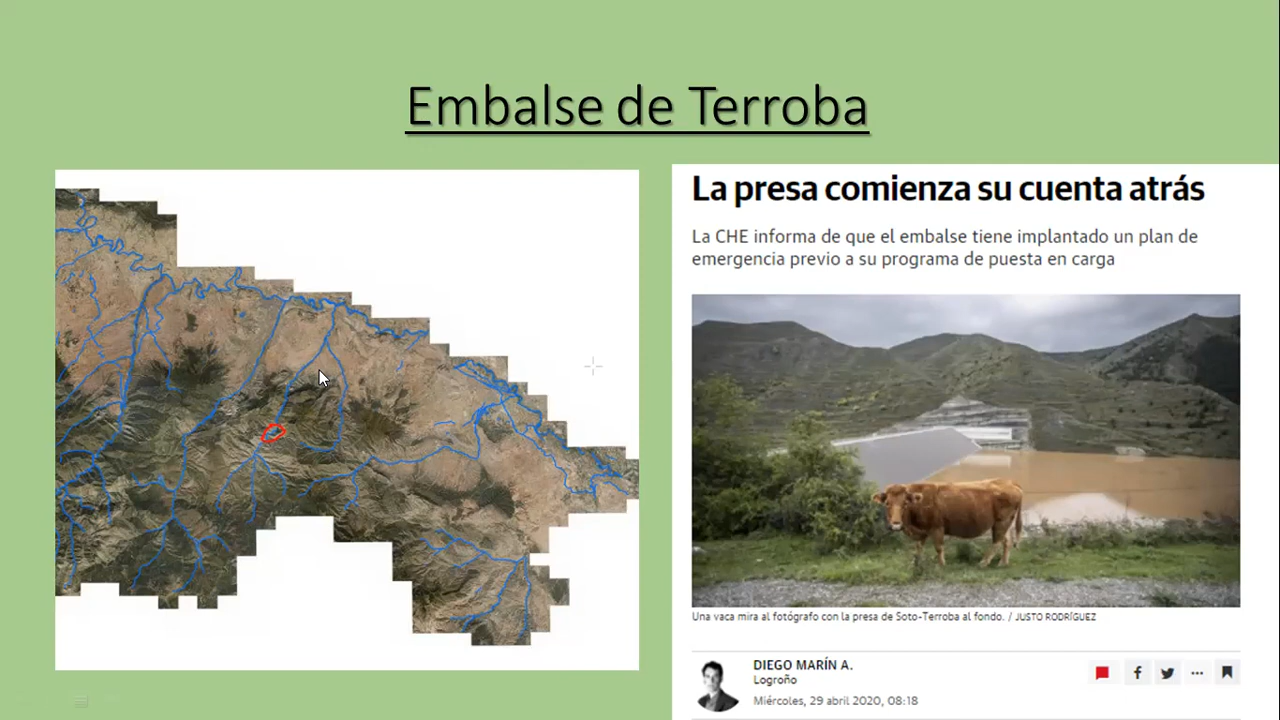 Embalse de Terroba
La presa comienza su cuenta atrás
La CHE informa de que el embalse tiene implantado un plan de
emergencia previo a su programa de puesta en carga
Una vaca mira al fotógrafo con la presa de Soto-Terroba al fondo. / JUSTO RODRÍGUEZ
DIEGO MARÍN A.
Logroño
Miércoles, 29 abril 2020, 08:18